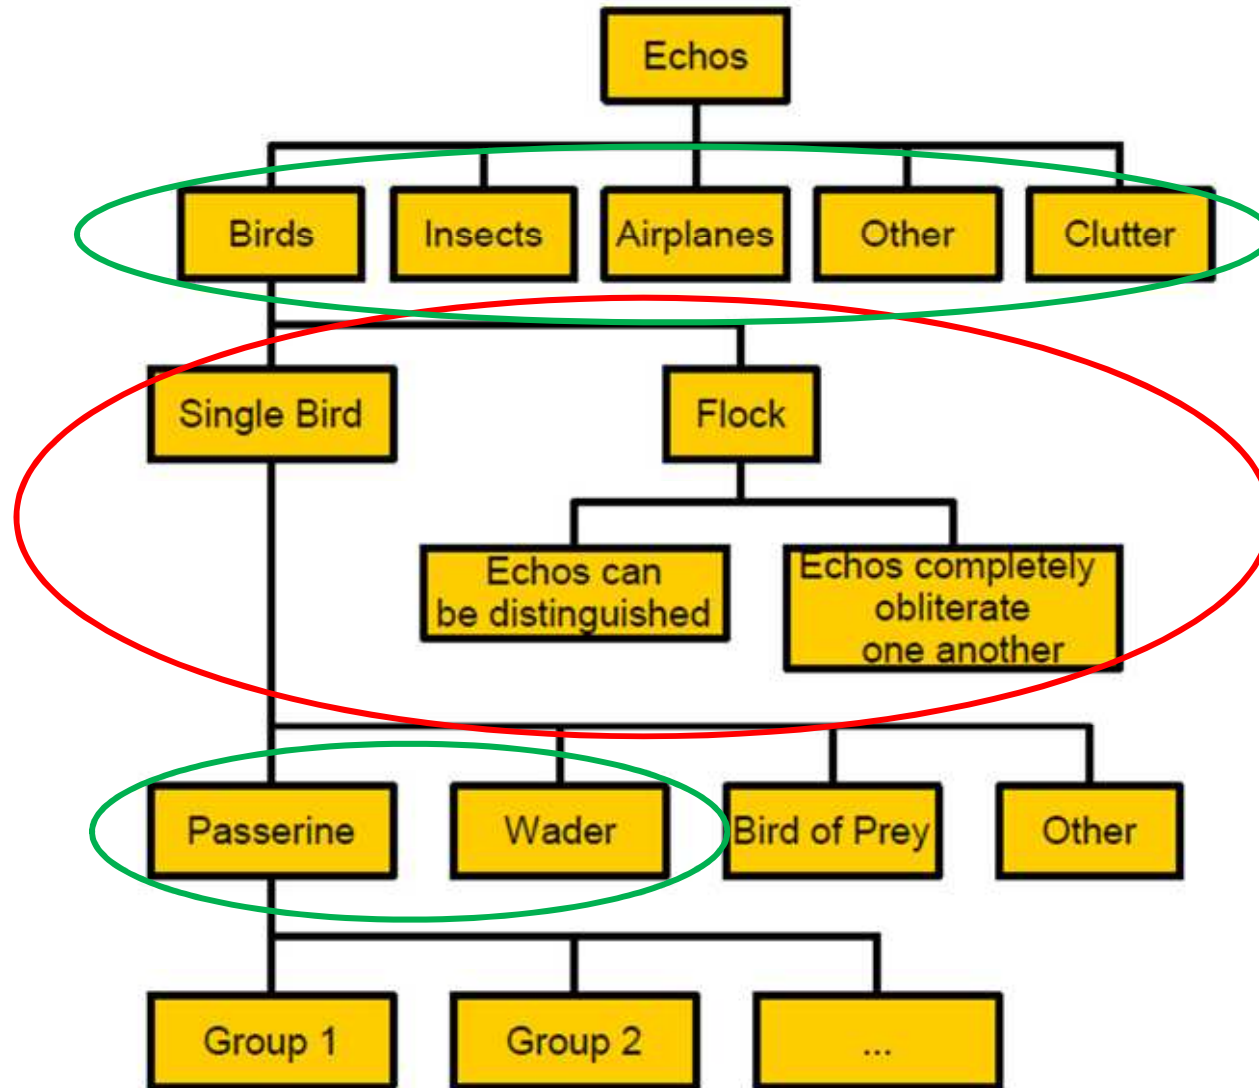 Echos
Birds
Insects
Airplanes
Other
Clutter
Single Bird
Flock
Echos can
be distinguished
Echos completely
obliterate
one another
Passerine
Wader
Bird of Prey
Other
Group 1
Group 2
...